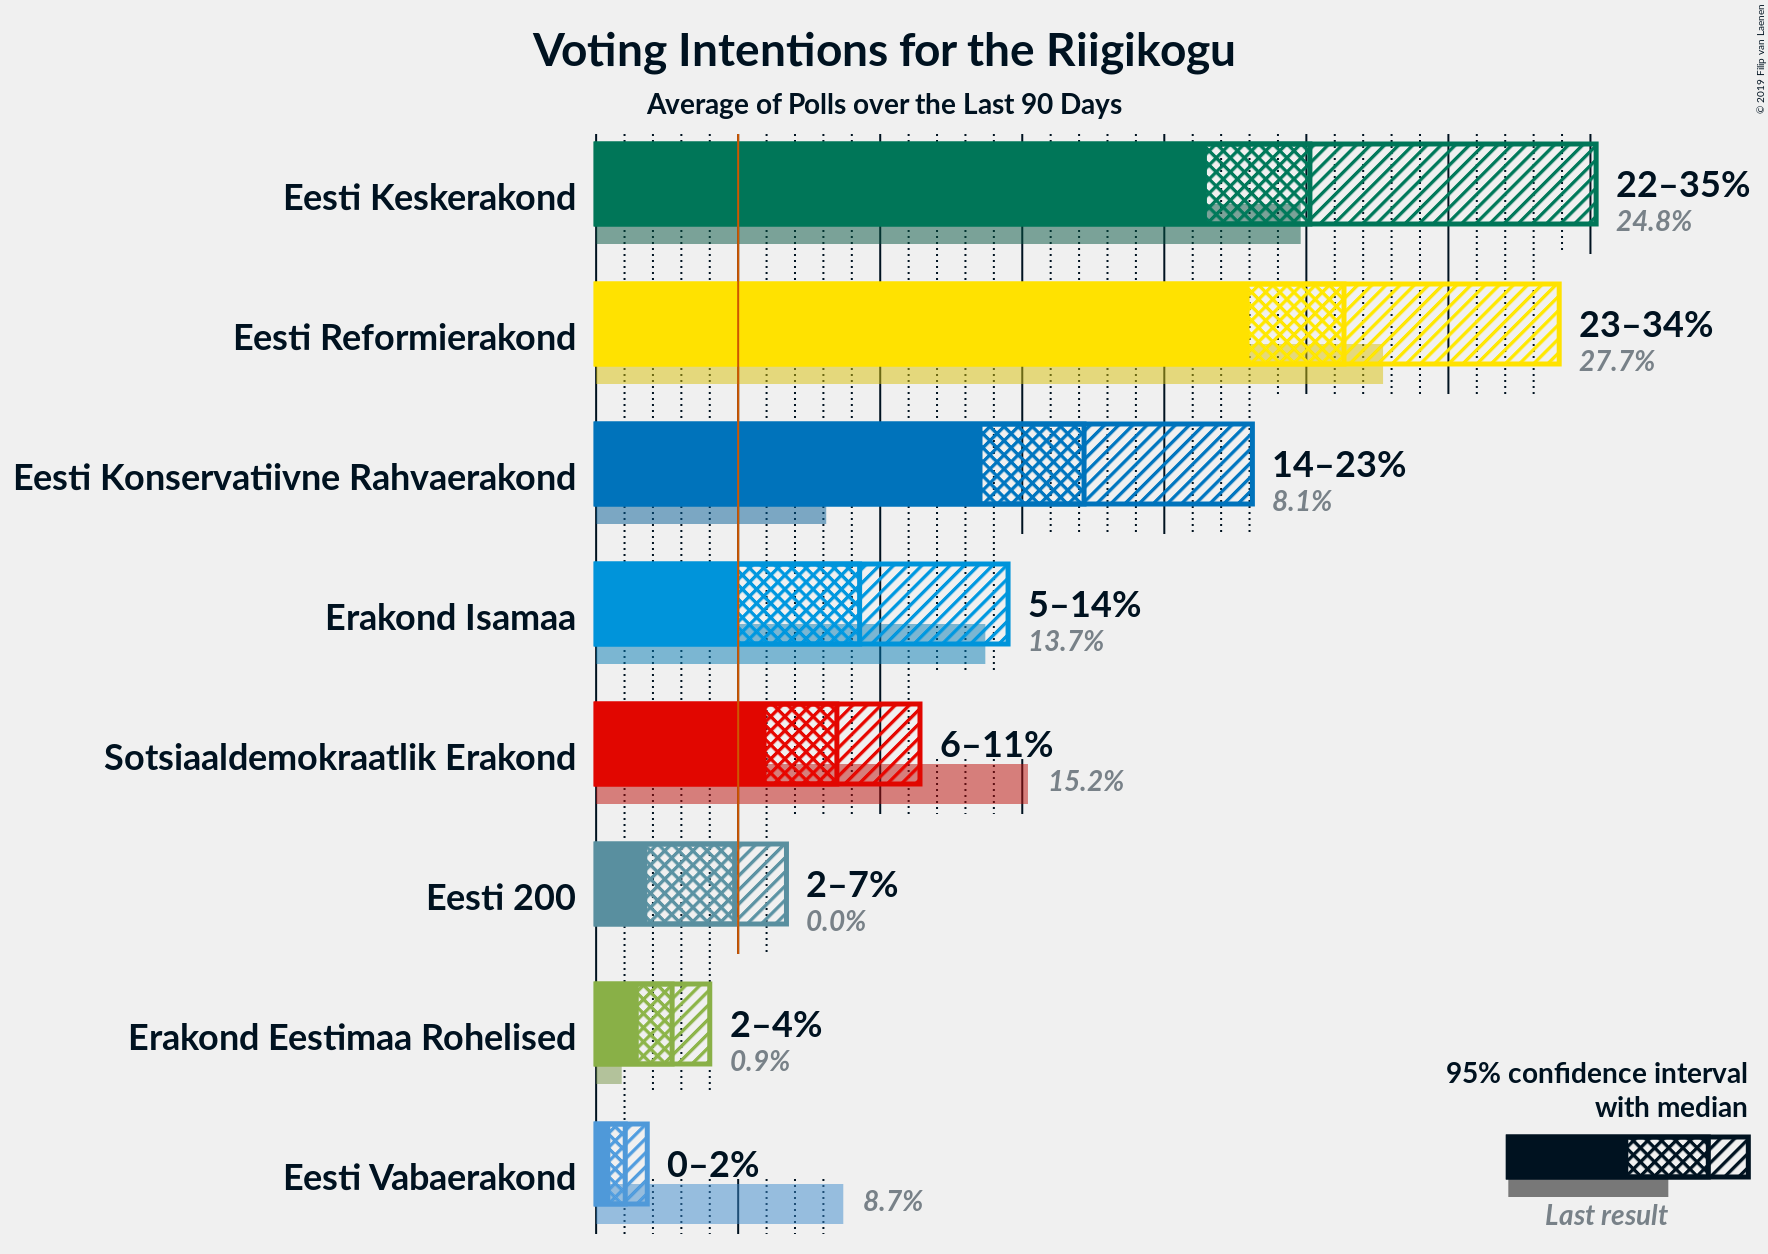 Voting Intentions for the Riigikogu
Average of Polls over the Last 90 Days
© 2019 Filip van Laenen
Eesti Keskerakond
22–35%
24.8%
Eesti Reformierakond
23–34%
27.7%
Eesti Konservatiivne Rahvaerakond
14–23%
8.1%
Erakond Isamaa
5–14%
13.7%
Sotsiaaldemokraatlik Erakond
6–11%
15.2%
Eesti 200
2–7%
0.0%
Erakond Eestimaa Rohelised
2–4%
0.9%
Eesti Vabaerakond
0–2%
8.7%
95% confidence interval
with median
Last result